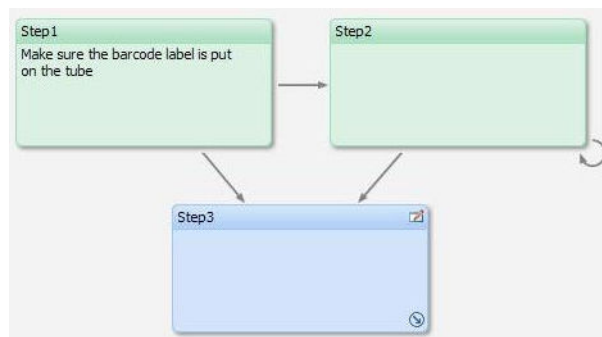 Step1
Make sure the barcode label is put
on the tube
Step2
Step3